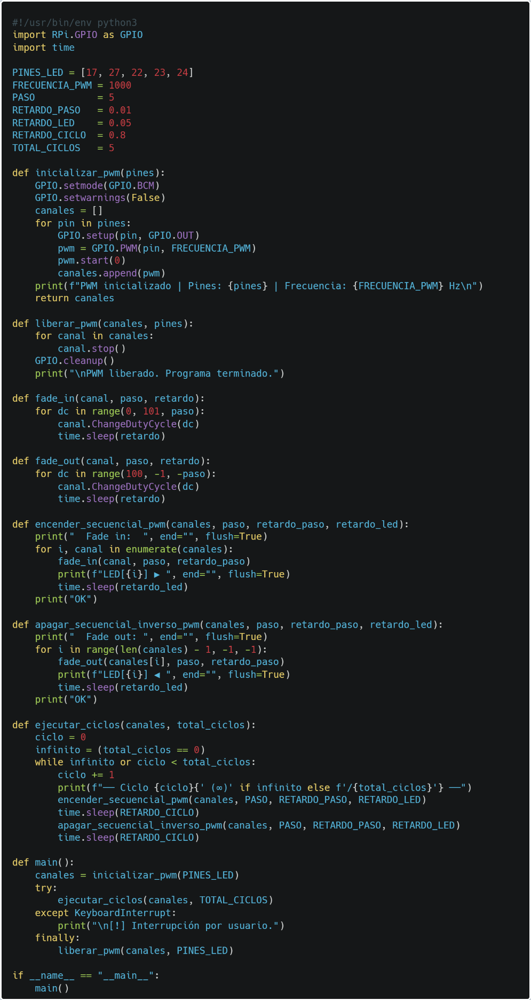 #!/usr/bin/env python3
import RPi.GPIO as GPIO
import time

PINES_LED = [17, 27, 22, 23, 24]
FRECUENCIA_PWM = 1000
PASO           = 5
RETARDO_PASO   = 0.01
RETARDO_LED    = 0.05
RETARDO_CICLO  = 0.8
TOTAL_CICLOS   = 5

def inicializar_pwm(pines):
    GPIO.setmode(GPIO.BCM)
    GPIO.setwarnings(False)
    canales = []
    for pin in pines:
        GPIO.setup(pin, GPIO.OUT)
        pwm = GPIO.PWM(pin, FRECUENCIA_PWM)
        pwm.start(0)
        canales.append(pwm)
    print(f"PWM inicializado | Pines: {pines} | Frecuencia: {FRECUENCIA_PWM} Hz\n")
    return canales

def liberar_pwm(canales, pines):
    for canal in canales:
        canal.stop()
    GPIO.cleanup()
    print("\nPWM liberado. Programa terminado.")

def fade_in(canal, paso, retardo):
    for dc in range(0, 101, paso):
        canal.ChangeDutyCycle(dc)
        time.sleep(retardo)

def fade_out(canal, paso, retardo):
    for dc in range(100, -1, -paso):
        canal.ChangeDutyCycle(dc)
        time.sleep(retardo)

def encender_secuencial_pwm(canales, paso, retardo_paso, retardo_led):
    print("  Fade in:  ", end="", flush=True)
    for i, canal in enumerate(canales):
        fade_in(canal, paso, retardo_paso)
        print(f"LED[{i}] ▶ ", end="", flush=True)
        time.sleep(retardo_led)
    print("OK")

def apagar_secuencial_inverso_pwm(canales, paso, retardo_paso, retardo_led):
    print("  Fade out: ", end="", flush=True)
    for i in range(len(canales) - 1, -1, -1):
        fade_out(canales[i], paso, retardo_paso)
        print(f"LED[{i}] ◀ ", end="", flush=True)
        time.sleep(retardo_led)
    print("OK")

def ejecutar_ciclos(canales, total_ciclos):
    ciclo = 0
    infinito = (total_ciclos == 0)
    while infinito or ciclo < total_ciclos:
        ciclo += 1
        print(f"── Ciclo {ciclo}{' (∞)' if infinito else f'/{total_ciclos}'} ──")
        encender_secuencial_pwm(canales, PASO, RETARDO_PASO, RETARDO_LED)
        time.sleep(RETARDO_CICLO)
        apagar_secuencial_inverso_pwm(canales, PASO, RETARDO_PASO, RETARDO_LED)
        time.sleep(RETARDO_CICLO)

def main():
    canales = inicializar_pwm(PINES_LED)
    try:
        ejecutar_ciclos(canales, TOTAL_CICLOS)
    except KeyboardInterrupt:
        print("\n[!] Interrupción por usuario.")
    finally:
        liberar_pwm(canales, PINES_LED)

if __name__ == "__main__":
    main()